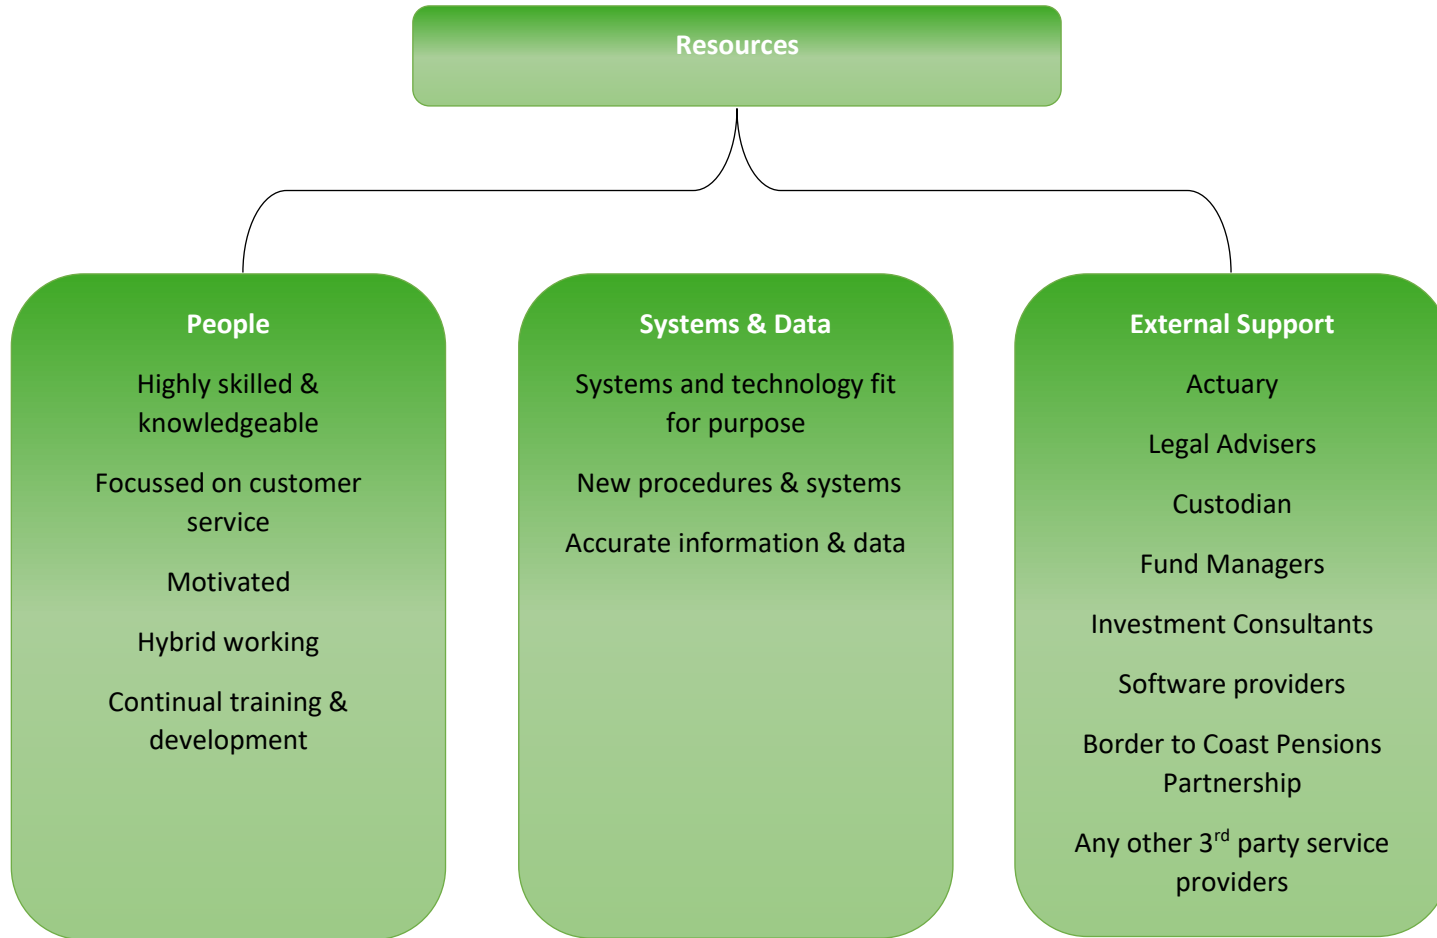 Resources
People
Highly skilled &
knowledgeable
Focussed on customer
service
Motivated
Hybrid working
Continual training &
development
Systems & Data
Systems and technology fit
for purpose
New procedures & systems
Accurate information & data
External Support
Actuary
Legal Advisers
Custodian
Fund Managers
Investment Consultants
Software providers
Border to Coast Pensions
Partnership
Any other 3rd party service
providers